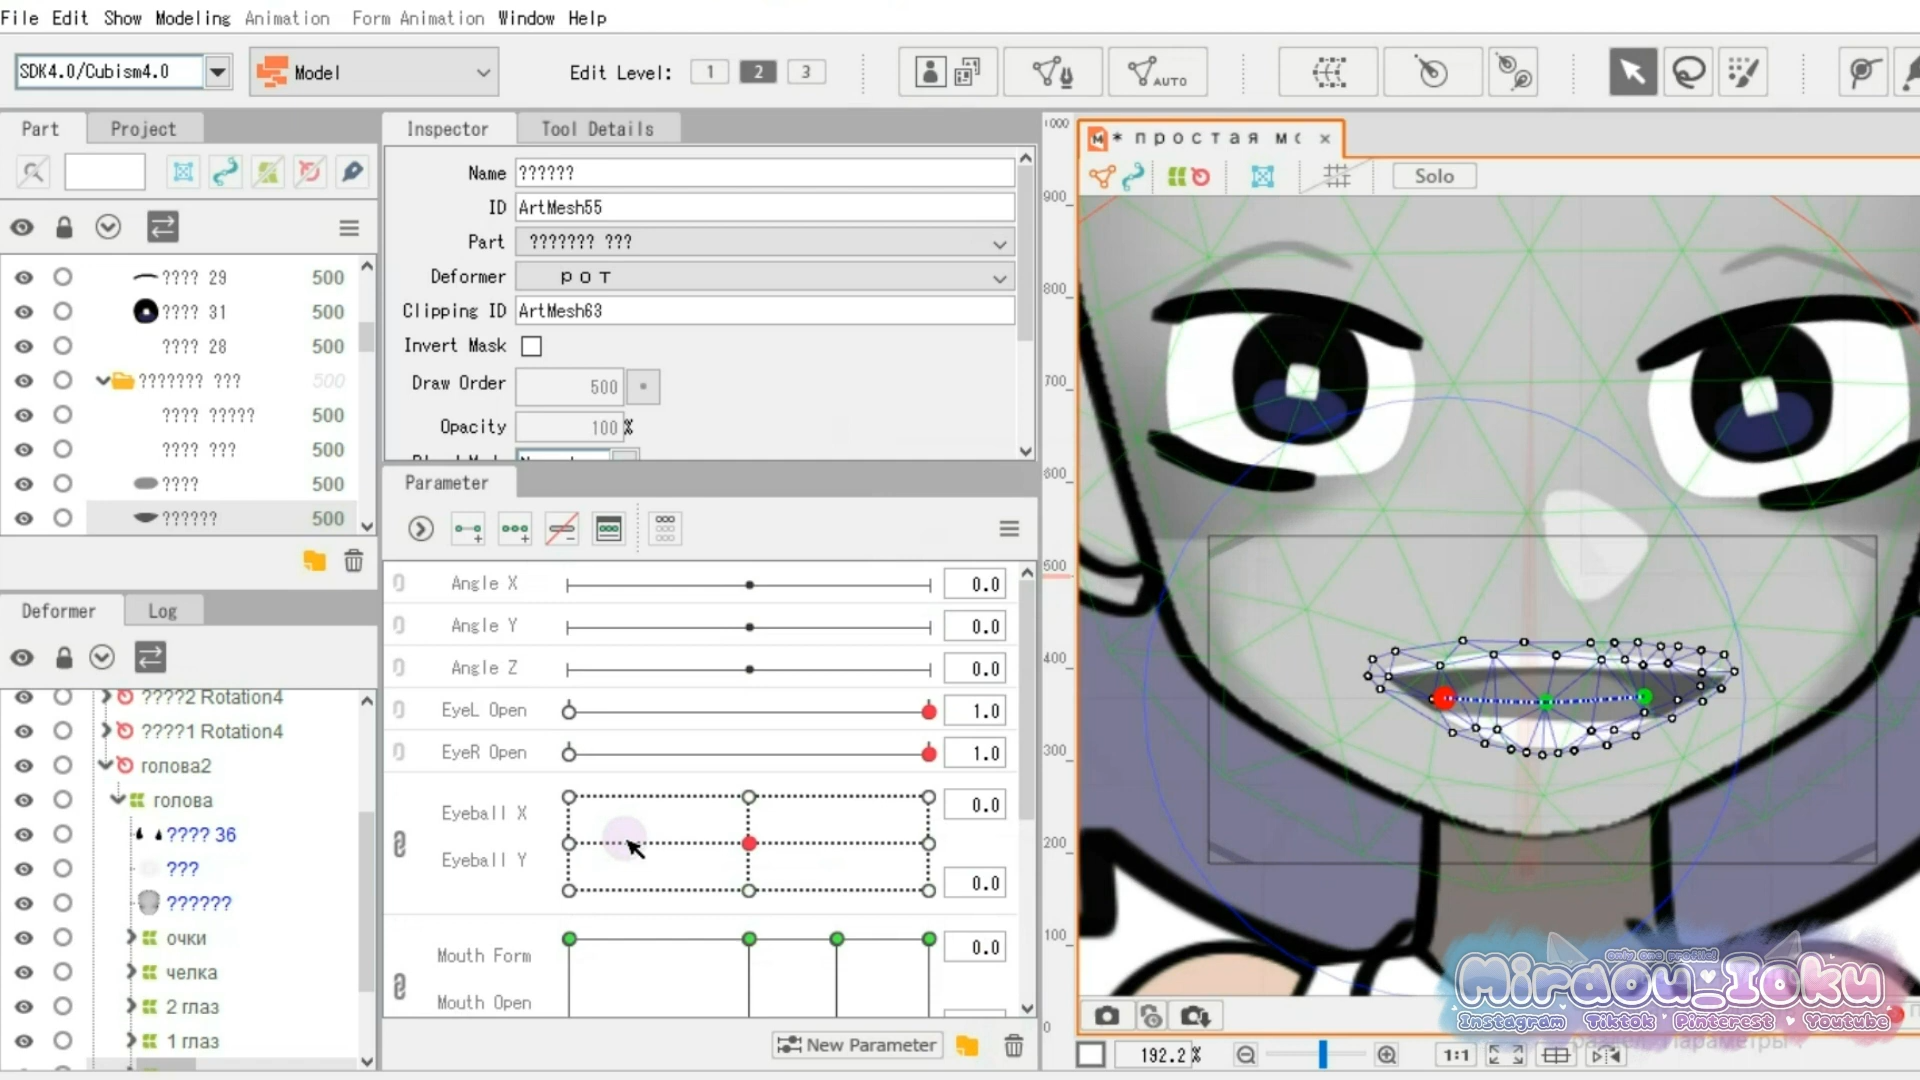 File Edit Show Modeling Animation Form Animation Window Help
SDK4.0/Cubism4.0 Model Edit Level: 1 2 3 AUTO
Part Project
Inspector Tool Details
Name ??????
ID ArtMesh55
Part ??????? ???
Deformer рот
Clipping ID ArtMesh63
Invert Mask
Draw Order 500
Opacity 100 %
???? 29 500
???? 31 500
???? 28 500
??????? ??? 500
???? ????? 500
???? ??? 500
???? 500
?????? 500
Deformer Log
????2 Rotation4
????1 Rotation4
голова2
голова
???? 36
???
??????
очки
челка
2 глаз
1 глаз
Parameter
Angle X 0.0
Angle Y 0.0
Angle Z 0.0
EyeL Open 1.0
EyeR Open 1.0
Eyeball X 0.0
Eyeball Y 0.0
Mouth Form 0.0
Mouth Open
New Parameter
* простая мо
Solo
1000
900
800
700
600
500
400
300
200
100
0
Only one profile!
Miraou_Ioku
Instagram Tiktok Pinterest Youtube
192.2% 1:1